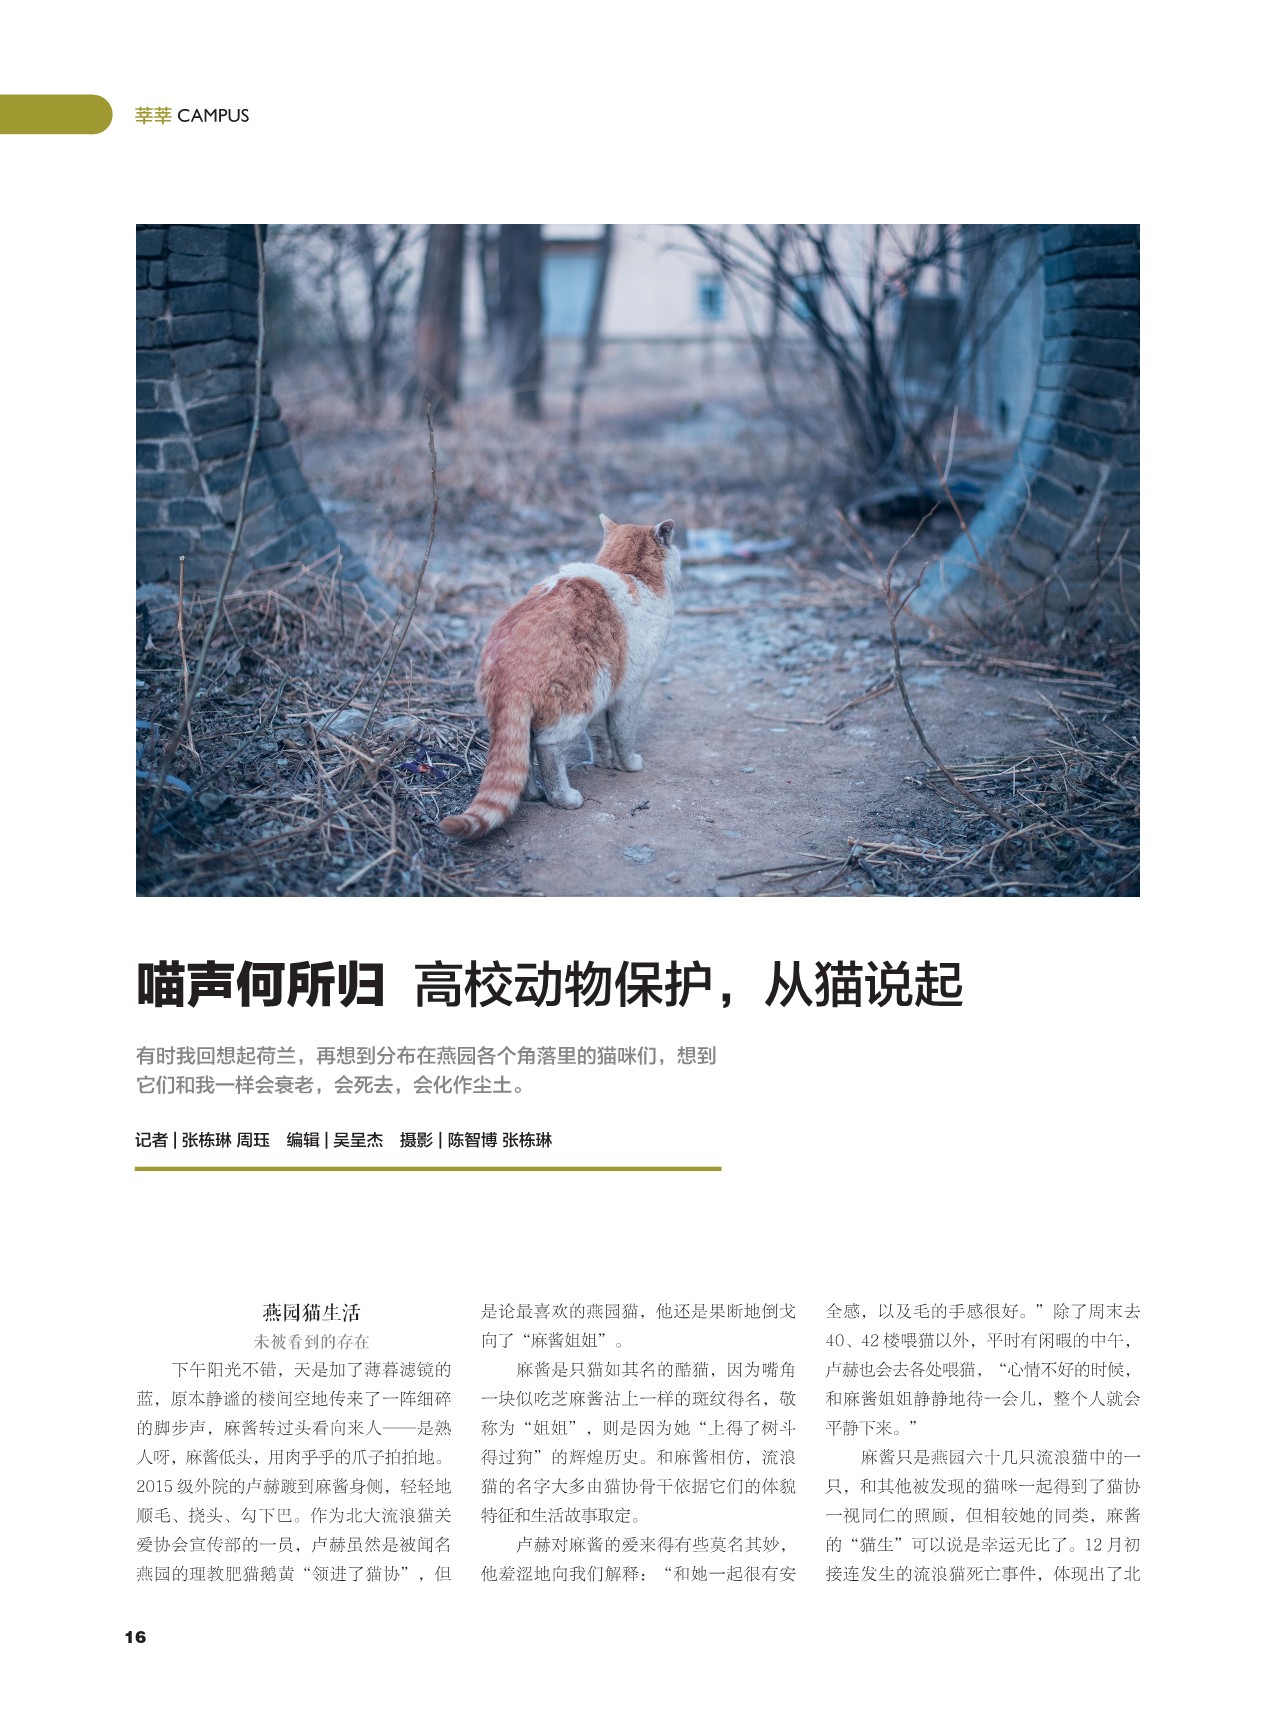 莘莘 CAMPUS
喵声何所归 高校动物保护，从猫说起
有时我回想起荷兰，再想到分布在燕园各个角落里的猫咪们，想到
它们和我一样会衰老，会死去，会化作尘土。
记者 | 张栋琳 周珏　编辑 | 吴呈杰　摄影 | 陈智博 张栋琳
燕园猫生活
未被看到的存在
下午阳光不错，天是加了薄暮滤镜的
蓝，原本静谧的楼间空地传来了一阵细碎
的脚步声，麻酱转过头看向来人——是熟
人呀，麻酱低头，用肉乎乎的爪子拍拍地。
2015 级外院的卢赫踱到麻酱身侧，轻轻地
顺毛、挠头、勾下巴。作为北大流浪猫关
爱协会宣传部的一员，卢赫虽然是被闻名
燕园的理教肥猫鹅黄“领进了猫协”，但
是论最喜欢的燕园猫，他还是果断地倒戈
向了“麻酱姐姐”。
麻酱是只猫如其名的酷猫，因为嘴角
一块似吃芝麻酱沾上一样的斑纹得名，敬
称为“姐姐”，则是因为她“上得了树斗
得过狗”的辉煌历史。和麻酱相仿，流浪
猫的名字大多由猫协骨干依据它们的体貌
特征和生活故事取定。
卢赫对麻酱的爱来得有些莫名其妙，
他羞涩地向我们解释：“和她一起很有安
全感，以及毛的手感很好。”除了周末去
40、42 楼喂猫以外，平时有闲暇的中午，
卢赫也会去各处喂猫，“心情不好的时候，
和麻酱姐姐静静地待一会儿，整个人就会
平静下来。”
麻酱只是燕园六十几只流浪猫中的一
只，和其他被发现的猫咪一起得到了猫协
一视同仁的照顾，但相较她的同类，麻酱
的“猫生”可以说是幸运无比了。12 月初
接连发生的流浪猫死亡事件，体现出了北
16